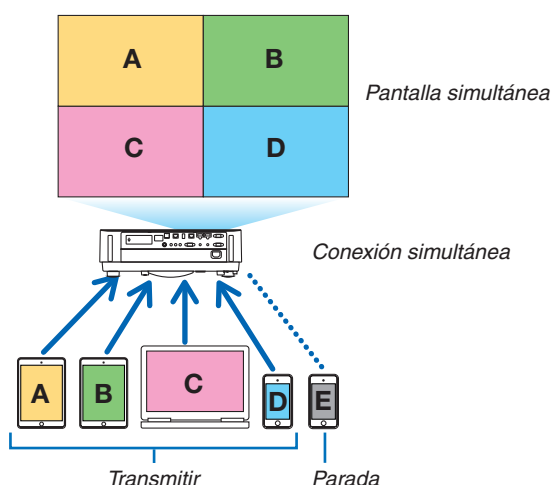 A B
Pantalla simultánea
C D
Conexión simultánea
A B C D E
Transmitir Parada